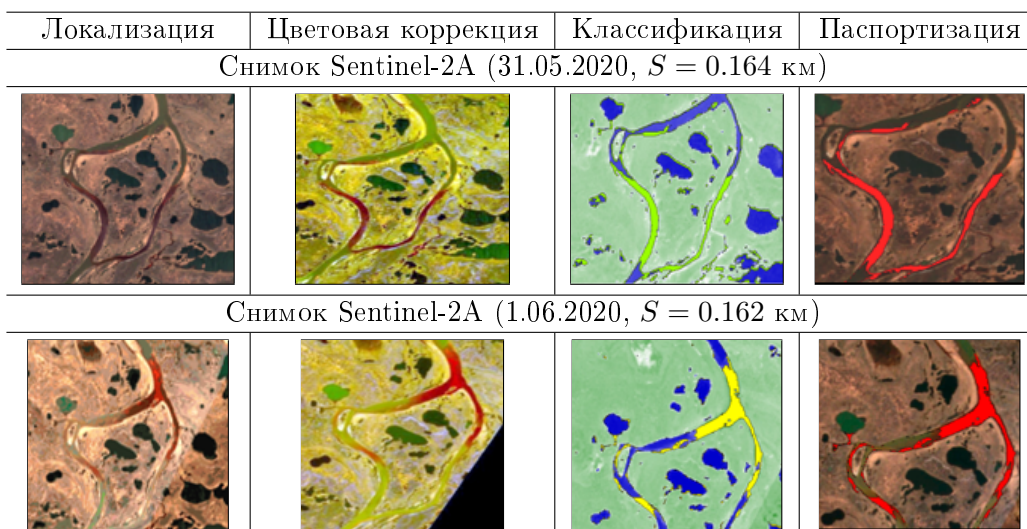 Локализация Цветовая коррекция Классификация Паспортизация
Снимок Sentinel-2A (31.05.2020, S = 0.164 км)
Снимок Sentinel-2A (1.06.2020, S = 0.162 км)